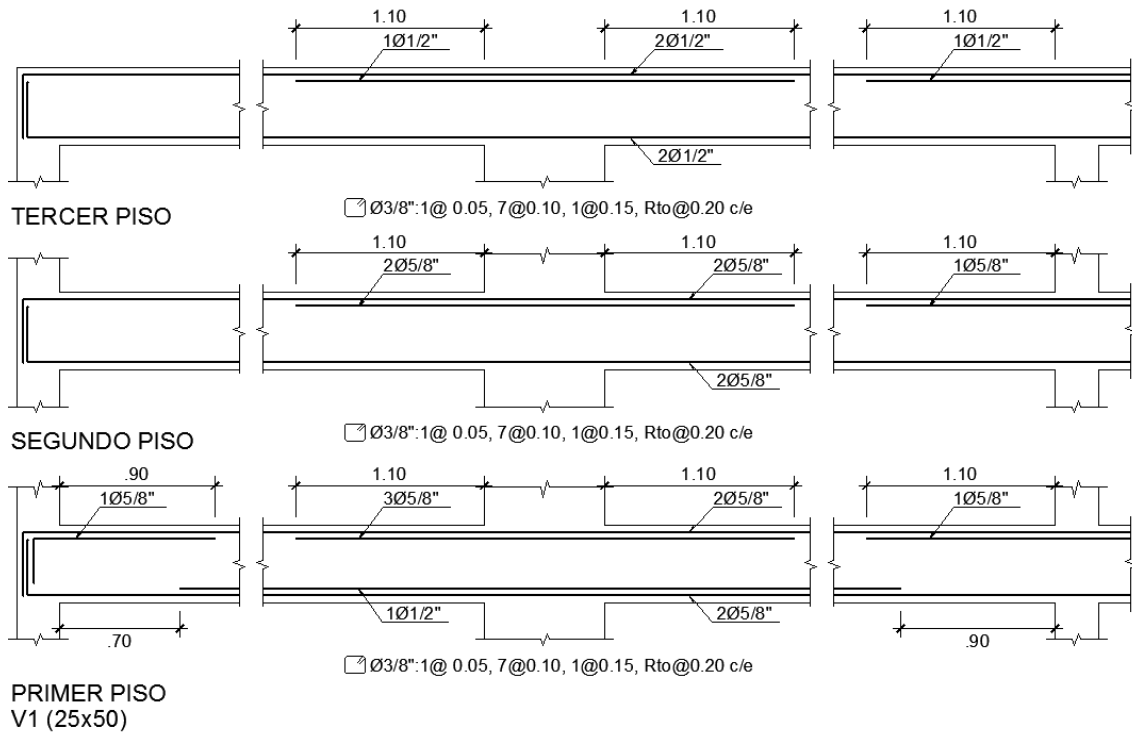 1.10 1.10 1.10
1Ø1/2" 2Ø1/2" 1Ø1/2"
2Ø1/2"
TERCER PISO
Ø3/8":1@ 0.05, 7@0.10, 1@0.15, Rto@0.20 c/e
1.10 1.10 1.10
2Ø5/8" 2Ø5/8" 1Ø5/8"
2Ø5/8"
SEGUNDO PISO
Ø3/8":1@ 0.05, 7@0.10, 1@0.15, Rto@0.20 c/e
.90 1.10 1.10 1.10
1Ø5/8" 3Ø5/8" 2Ø5/8" 1Ø5/8"
1Ø1/2" 2Ø5/8"
.70 .90
Ø3/8":1@ 0.05, 7@0.10, 1@0.15, Rto@0.20 c/e
PRIMER PISO
V1 (25x50)